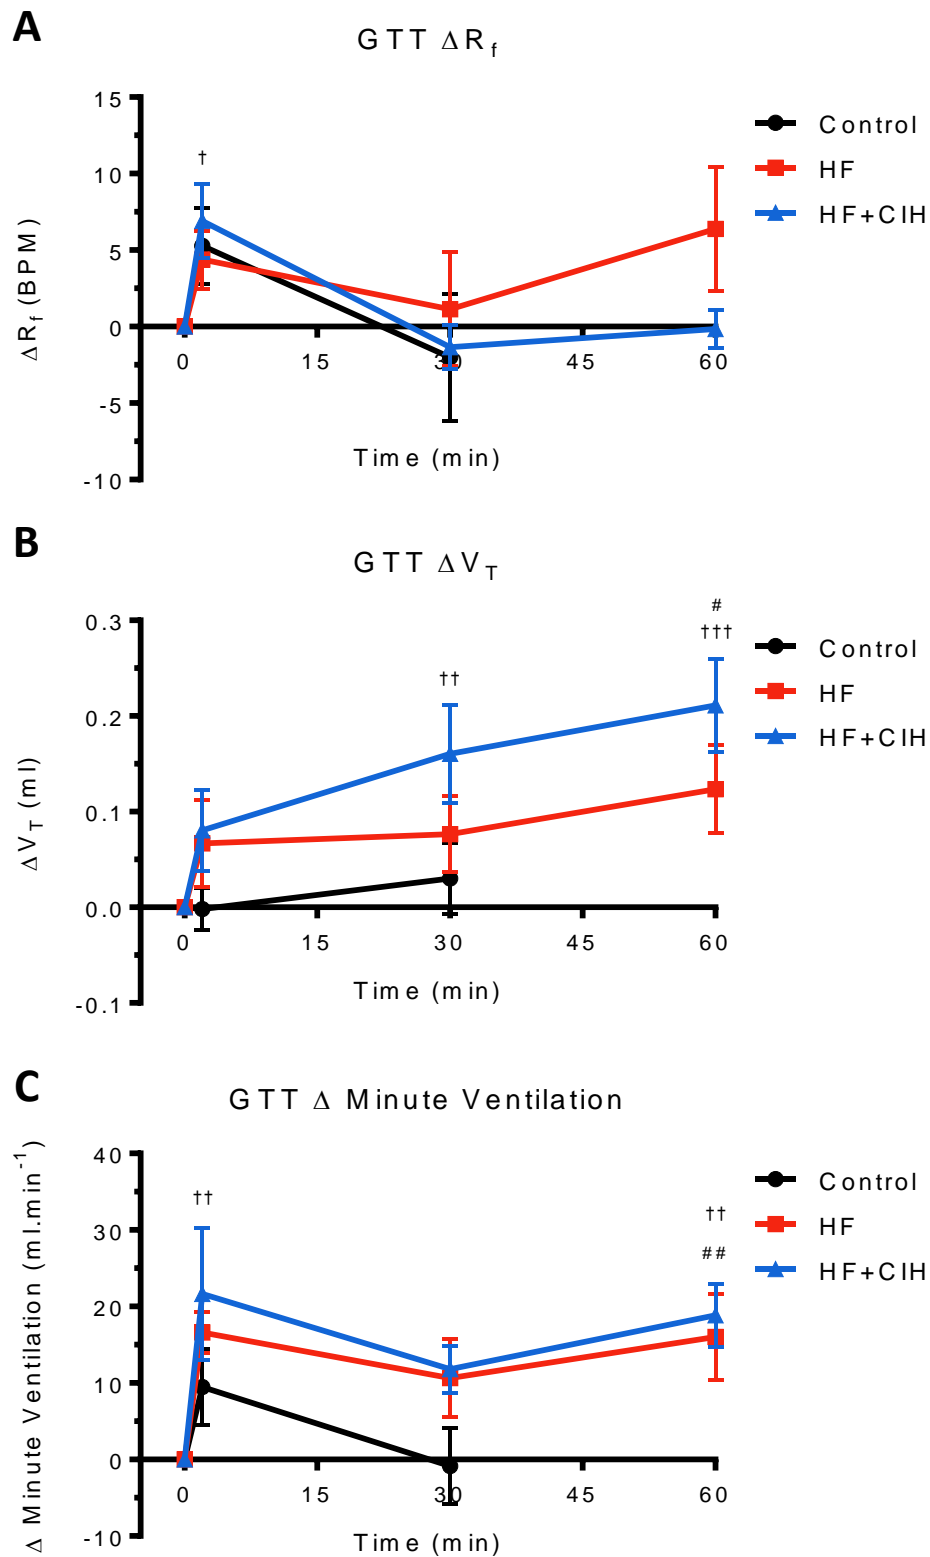 A
GTT ΔRf
15
10
5
0
-5
-10
ΔRf (BPM)
†
0 15 30 45 60
Time (min)
Control
HF
HF+CIH
B
GTT ΔVT
0.3
0.2
0.1
0.0
-0.1
ΔVT (ml)
††
#
†††
0 15 30 45 60
Time (min)
Control
HF
HF+CIH
C
GTT Δ Minute Ventilation
40
30
20
10
0
-10
Δ Minute Ventilation (ml.min-1)
††
††
##
0 15 30 45 60
Time (min)
Control
HF
HF+CIH